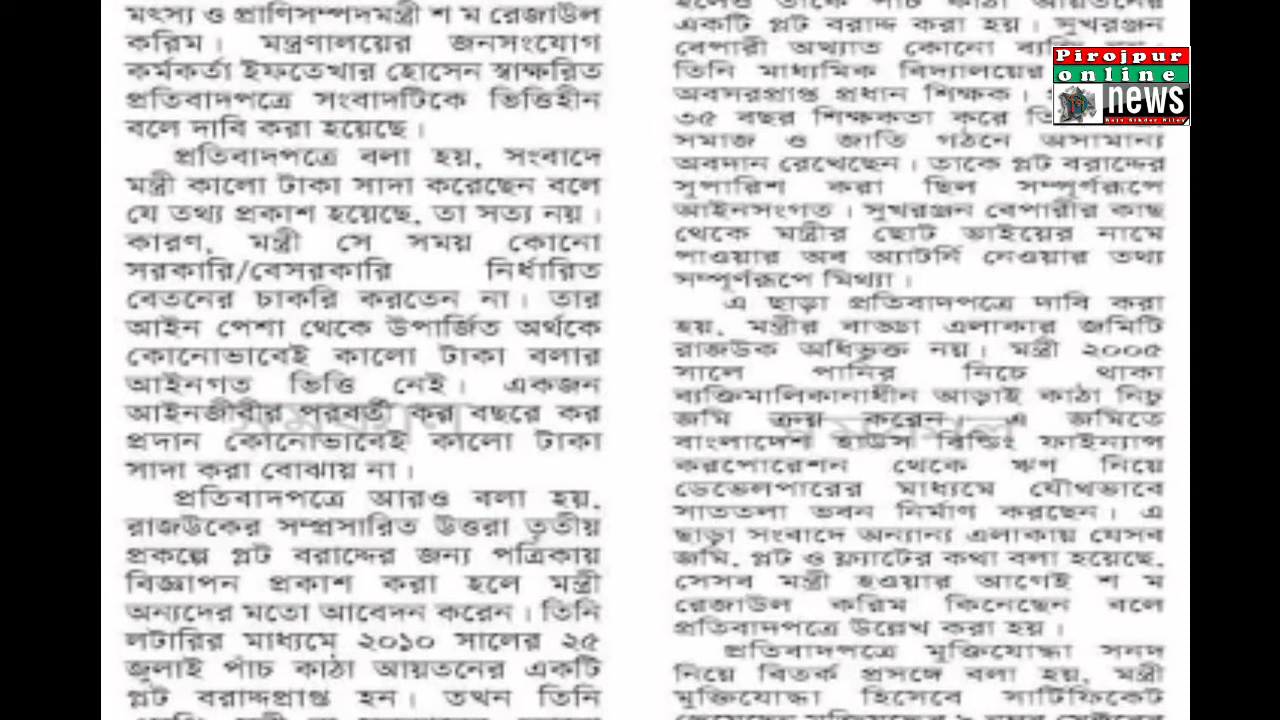 মৎস্য ও প্রাণিসম্পদমন্ত্রী শ ম রেজাউল
করিম। মন্ত্রণালয়ের জনসংযোগ
কর্মকর্তা ইফতেখার হোসেন স্বাক্ষরিত
প্রতিবাদপত্রে সংবাদটিকে ভিত্তিহীন
বলে দাবি করা হয়েছে।
প্রতিবাদপত্রে বলা হয়, সংবাদে
মন্ত্রী কালো টাকা সাদা করেছেন বলে
যে তথ্য প্রকাশ হয়েছে, তা সত্য নয়।
কারণ, মন্ত্রী সে সময় কোনো
সরকারি/বেসরকারি নির্ধারিত
বেতনের চাকরি করতেন না। তার
আইন পেশা থেকে উপার্জিত অর্থকে
কোনোভাবেই কালো টাকা বলার
আইনগত ভিত্তি নেই। একজন
আইনজীবীর পরবর্তী কর বছরে কর
প্রদান কোনোভাবেই কালো টাকা
সাদা করা বোঝায় না।
প্রতিবাদপত্রে আরও বলা হয়,
রাজউকের সম্প্রসারিত উত্তরা তৃতীয়
প্রকল্পে প্লট বরাদ্দের জন্য পত্রিকায়
বিজ্ঞাপন প্রকাশ করা হলে মন্ত্রী
অন্যদের মতো আবেদন করেন। তিনি
লটারির মাধ্যমে ২০১০ সালের ২৫
জুলাই পাঁচ কাঠা আয়তনের একটি
প্লট বরাদ্দপ্রাপ্ত হন। তখন তিনি
হলেও তাকে পাঁচ কাঠা আয়তনের
একটি প্লট বরাদ্দ করা হয়। সুখরঞ্জন
বেপারী অখ্যাত কোনো ব্যক্তি নন।
তিনি মাধ্যমিক বিদ্যালয়ের
অবসরপ্রাপ্ত প্রধান শিক্ষক।
৩৫ বছর শিক্ষকতা করে
সমাজ ও জাতি গঠনে অসামান্য
অবদান রেখেছেন। তাকে প্লট বরাদ্দের
সুপারিশ করা ছিল সম্পূর্ণরূপে
আইনসংগত। সুখরঞ্জন বেপারীর কাছ
থেকে মন্ত্রীর ছোট ভাইয়ের নামে
পাওয়ার অব অ্যাটর্নি নেওয়ার তথ্য
সম্পূর্ণরূপে মিথ্যা।
এ ছাড়া প্রতিবাদপত্রে দাবি করা
হয়, মন্ত্রীর বাড্ডা এলাকার জমিটি
রাজউক অধিভুক্ত নয়। মন্ত্রী ২০০৫
সালে পানির নিচে থাকা
ব্যক্তিমালিকানাধীন আড়াই কাঠা নিচু
জমি ক্রয় করেন। এ জমিতে
বাংলাদেশ হাউস বিল্ডিং ফাইন্যান্স
করপোরেশন থেকে ঋণ নিয়ে
ডেভেলপারের মাধ্যমে যৌথভাবে
সাততলা ভবন নির্মাণ করছেন। এ
ছাড়া সংবাদে অন্যান্য এলাকায় যেসব
জমি, প্লট ও ফ্ল্যাটের কথা বলা হয়েছে,
সেসব মন্ত্রী হওয়ার আগেই শ ম
রেজাউল করিম কিনেছেন বলে
প্রতিবাদপত্রে উল্লেখ করা হয়।
প্রতিবাদপত্রে মুক্তিযোদ্ধা সনদ
নিয়ে বিতর্ক প্রসঙ্গে বলা হয়, মন্ত্রী
মুক্তিযোদ্ধা হিসেবে সার্টিফিকেট
Pirojpur
online
news